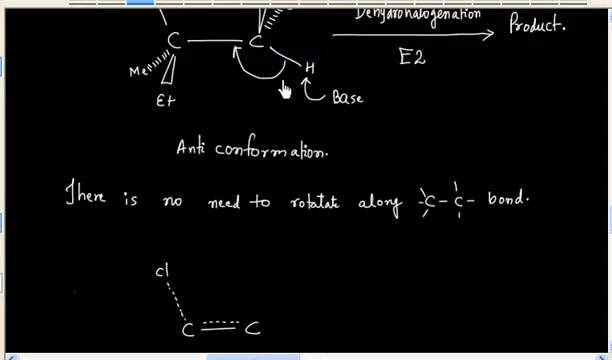 Dehydrohalogenation
Product.
C C
E2
Me H
Et Base
Anti conformation.
There is no need to rotatate along -C-C- bond.
Cl
C C